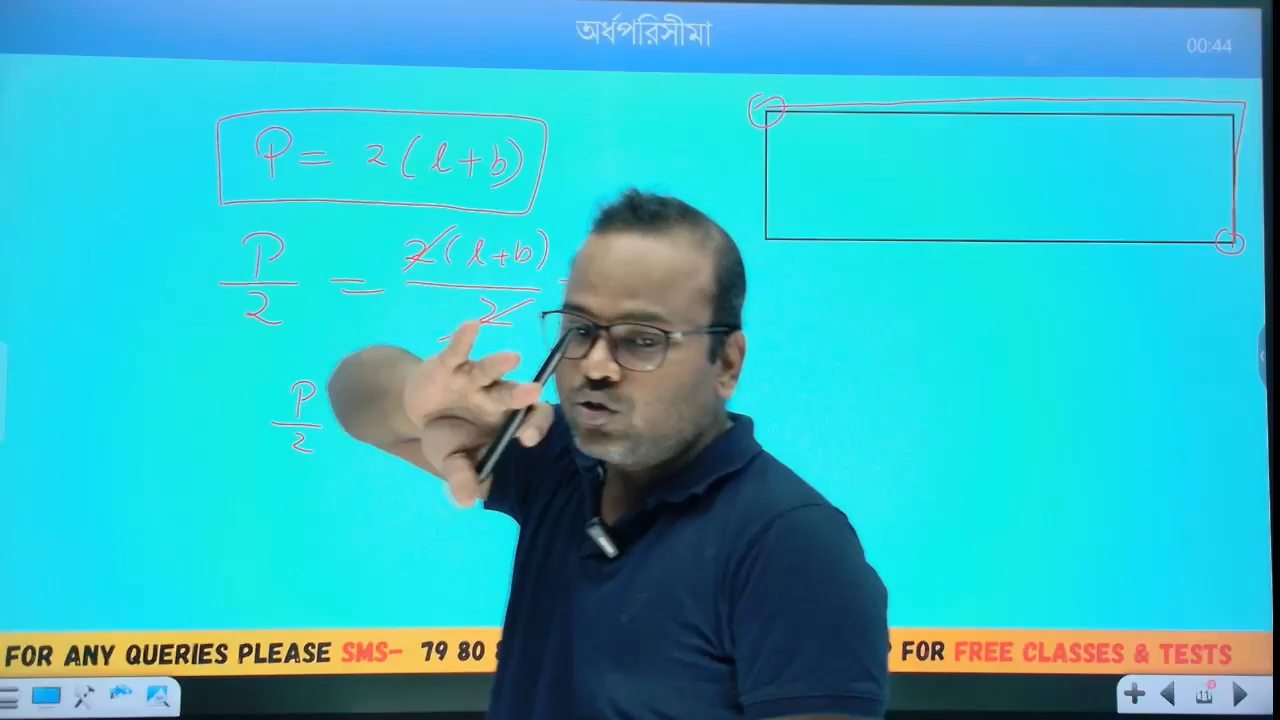 অর্ধপরিসীমা
00:44
P = 2(l+b)
P/2 = 2(l+b)/2
P/2
FOR ANY QUERIES PLEASE SMS- 79 80 FOR FREE CLASSES & TESTS
11